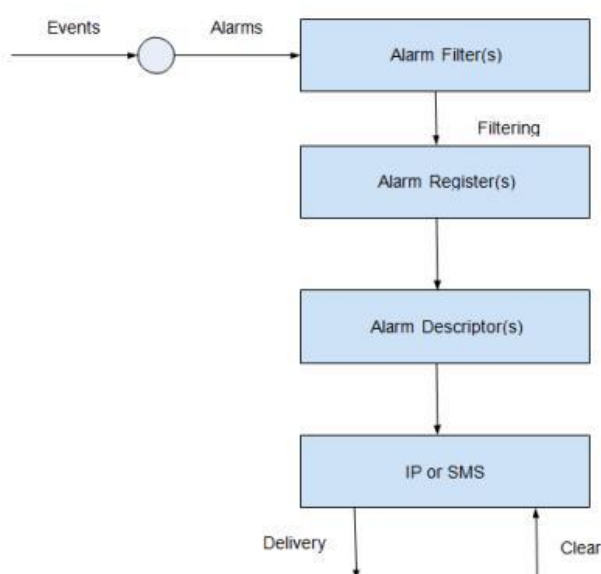 Events
Alarms
Alarm Filter(s)
Filtering
Alarm Register(s)
Alarm Descriptor(s)
IP or SMS
Delivery
Clear